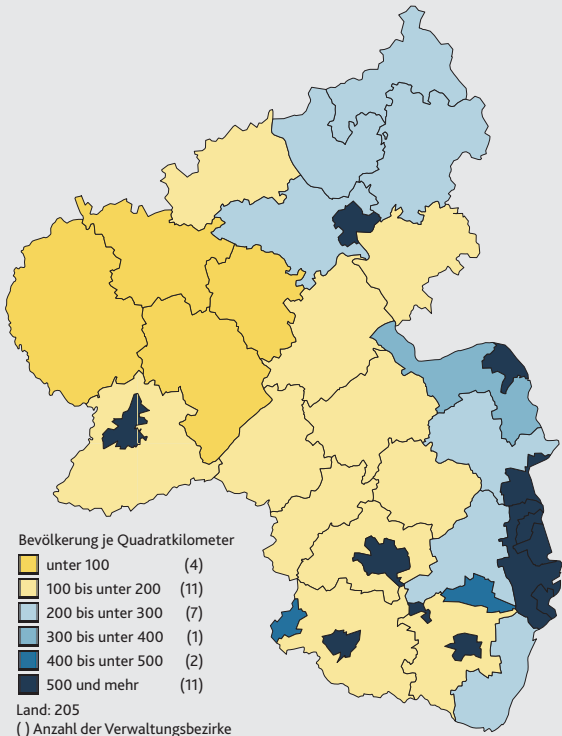 Bevölkerung je Quadratkilometer
unter 100 (4)
100 bis unter 200 (11)
200 bis unter 300 (7)
300 bis unter 400 (1)
400 bis unter 500 (2)
500 und mehr (11)
Land: 205
( ) Anzahl der Verwaltungsbezirke